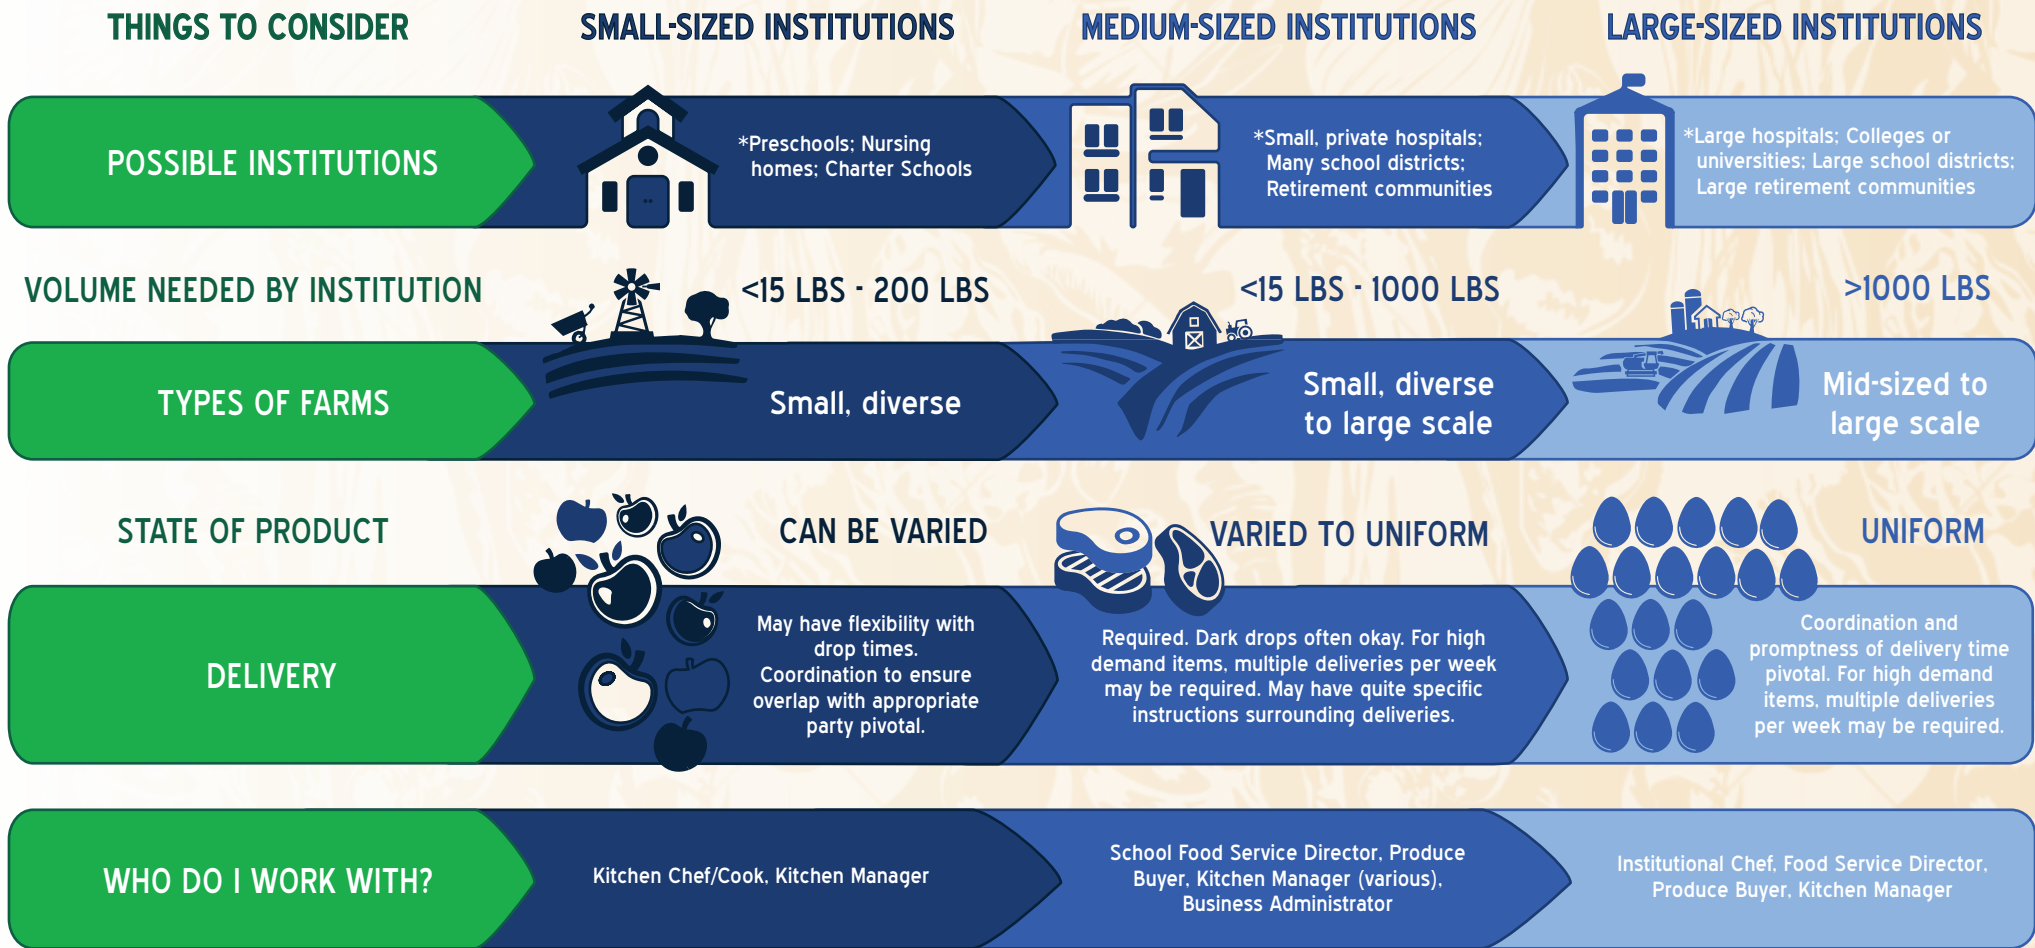 THINGS TO CONSIDER
SMALL-SIZED INSTITUTIONS
MEDIUM-SIZED INSTITUTIONS
LARGE-SIZED INSTITUTIONS
POSSIBLE INSTITUTIONS
*Preschools; Nursing
homes; Charter Schools
*Small, private hospitals;
Many school districts;
Retirement communities
*Large hospitals; Colleges or
universities; Large school districts;
Large retirement communities
VOLUME NEEDED BY INSTITUTION
<15 LBS - 200 LBS
<15 LBS - 1000 LBS
>1000 LBS
TYPES OF FARMS
Small, diverse
Small, diverse
to large scale
Mid-sized to
large scale
STATE OF PRODUCT
CAN BE VARIED
VARIED TO UNIFORM
UNIFORM
DELIVERY
May have flexibility with
drop times.
Coordination to ensure
overlap with appropriate
party pivotal.
Required. Dark drops often okay. For high
demand items, multiple deliveries per week
may be required. May have quite specific
instructions surrounding deliveries.
Coordination and
promptness of delivery time
pivotal. For high demand
items, multiple deliveries
per week may be required.
WHO DO I WORK WITH?
Kitchen Chef/Cook, Kitchen Manager
School Food Service Director, Produce
Buyer, Kitchen Manager (various),
Business Administrator
Institutional Chef, Food Service Director,
Produce Buyer, Kitchen Manager